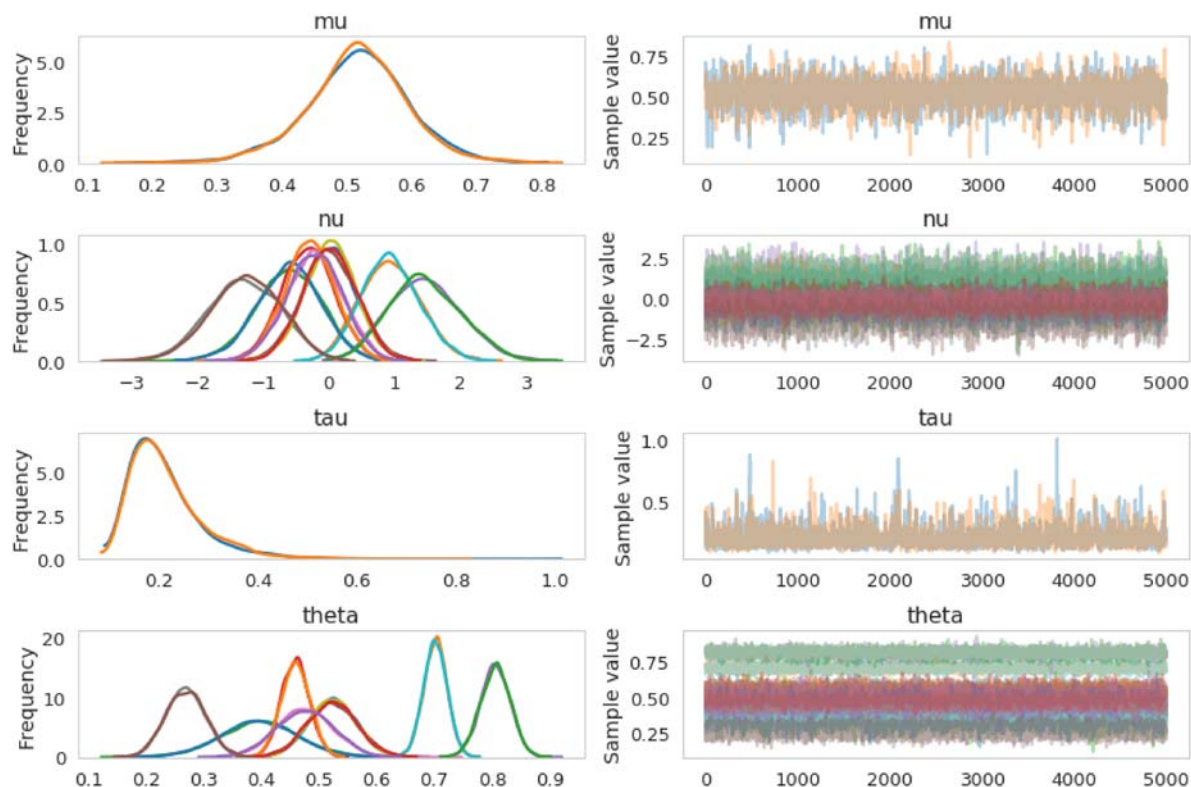 mu
Frequency
5.0
2.5
0.0
0.1 0.2 0.3 0.4 0.5 0.6 0.7 0.8
Sample value
0.75
0.50
0.25
0 1000 2000 3000 4000 5000
nu
Frequency
1.0
0.5
0.0
−3 −2 −1 0 1 2 3
nu
Sample value
2.5
0.0
−2.5
0 1000 2000 3000 4000 5000
tau
Frequency
5.0
2.5
0.0
0.2 0.4 0.6 0.8 1.0
tau
Sample value
1.0
0.5
0 1000 2000 3000 4000 5000
theta
Frequency
20
10
0
0.1 0.2 0.3 0.4 0.5 0.6 0.7 0.8 0.9
theta
Sample value
0.75
0.50
0.25
0 1000 2000 3000 4000 5000